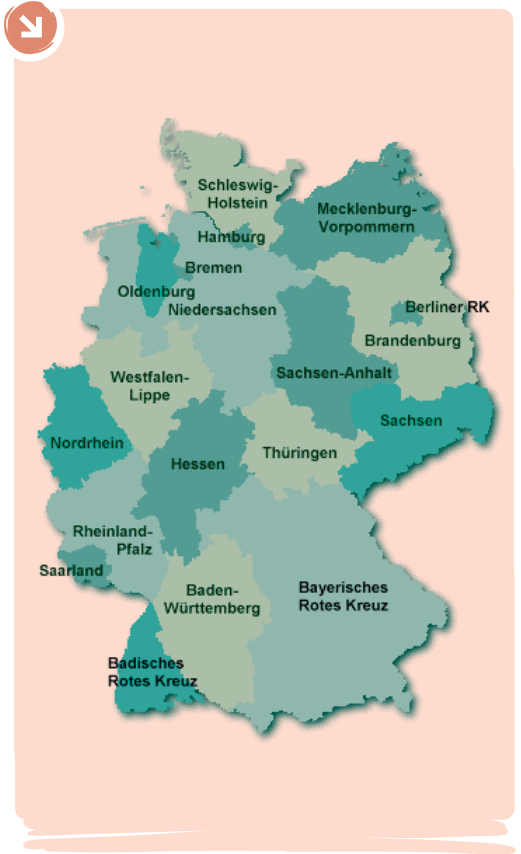 Schleswig-
Holstein
Mecklenburg-
Vorpommern
Hamburg
Bremen
Oldenburg
Niedersachsen
Berliner RK
Brandenburg
Westfalen-
Lippe
Sachsen-Anhalt
Sachsen
Nordrhein
Hessen
Thüringen
Rheinland-
Pfalz
Saarland
Baden-
Württemberg
Bayerisches
Rotes Kreuz
Badisches
Rotes Kreuz